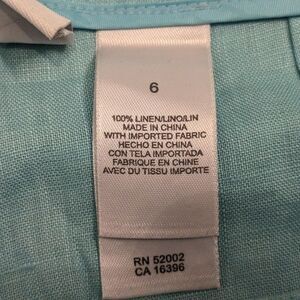 6
100% LINEN/LINO/LIN
MADE IN CHINA
WITH IMPORTED FABRIC
HECHO EN CHINA
CON TELA IMPORTADA
FABRIQUE EN CHINE
AVEC DU TISSU IMPORTE
RN 52002
CA 16396